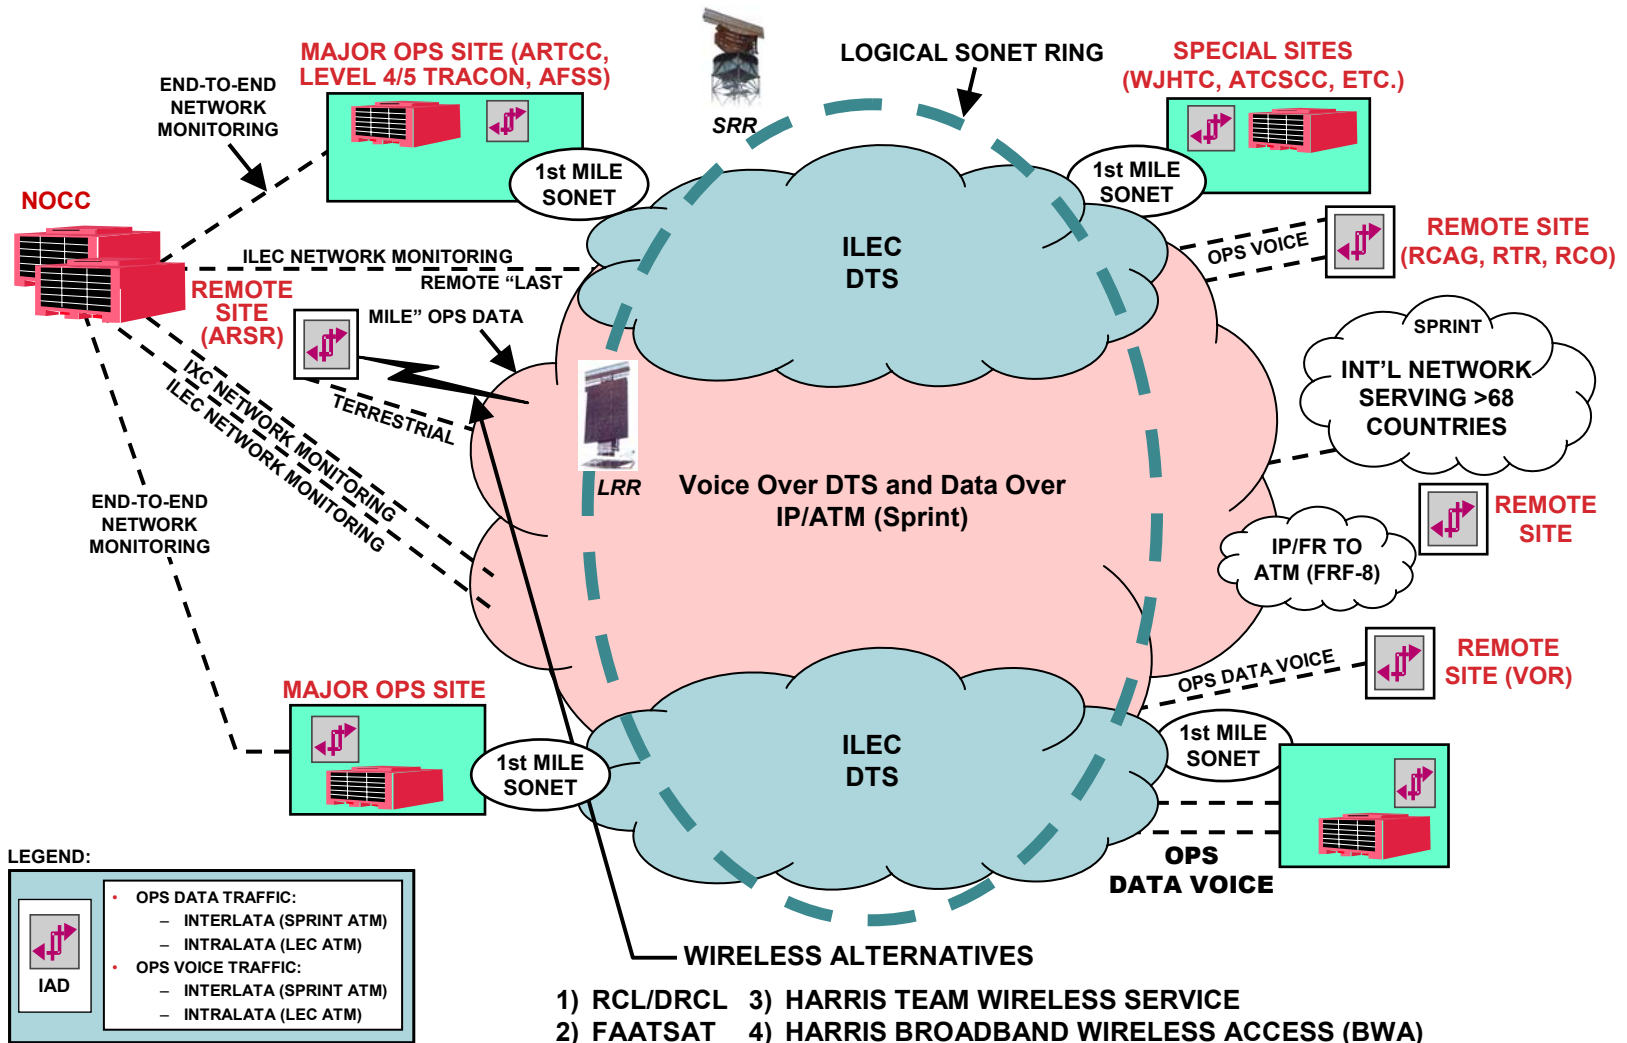 MAJOR OPS SITE (ARTCC,
LEVEL 4/5 TRACON, AFSS)
LOGICAL SONET RING
SPECIAL SITES
(WJHTC, ATCSCC, ETC.)
END-TO-END
NETWORK
MONITORING
SRR
1st MILE
SONET
1st MILE
SONET
NOCC
ILEC
DTS
OPS VOICE
REMOTE SITE
(RCAG, RTR, RCO)
ILEC NETWORK MONITORING
REMOTE “LAST
MILE” OPS DATA
REMOTE
SITE
(ARSR)
TERRESTRIAL
IXC NETWORK MONITORING
ILEC NETWORK MONITORING
SPRINT
INT’L NETWORK
SERVING >68
COUNTRIES
LRR
Voice Over DTS and Data Over
IP/ATM (Sprint)
REMOTE
SITE
IP/FR TO
ATM (FRF-8)
END-TO-END
NETWORK
MONITORING
OPS DATA VOICE
REMOTE
SITE (VOR)
MAJOR OPS SITE
1st MILE
SONET
ILEC
DTS
1st MILE
SONET
OPS
DATA VOICE
LEGEND:
IAD
• OPS DATA TRAFFIC:
– INTERLATA (SPRINT ATM)
– INTRALATA (LEC ATM)
• OPS VOICE TRAFFIC:
– INTERLATA (SPRINT ATM)
– INTRALATA (LEC ATM)
WIRELESS ALTERNATIVES
1) RCL/DRCL 3) HARRIS TEAM WIRELESS SERVICE
2) FAATSAT 4) HARRIS BROADBAND WIRELESS ACCESS (BWA)